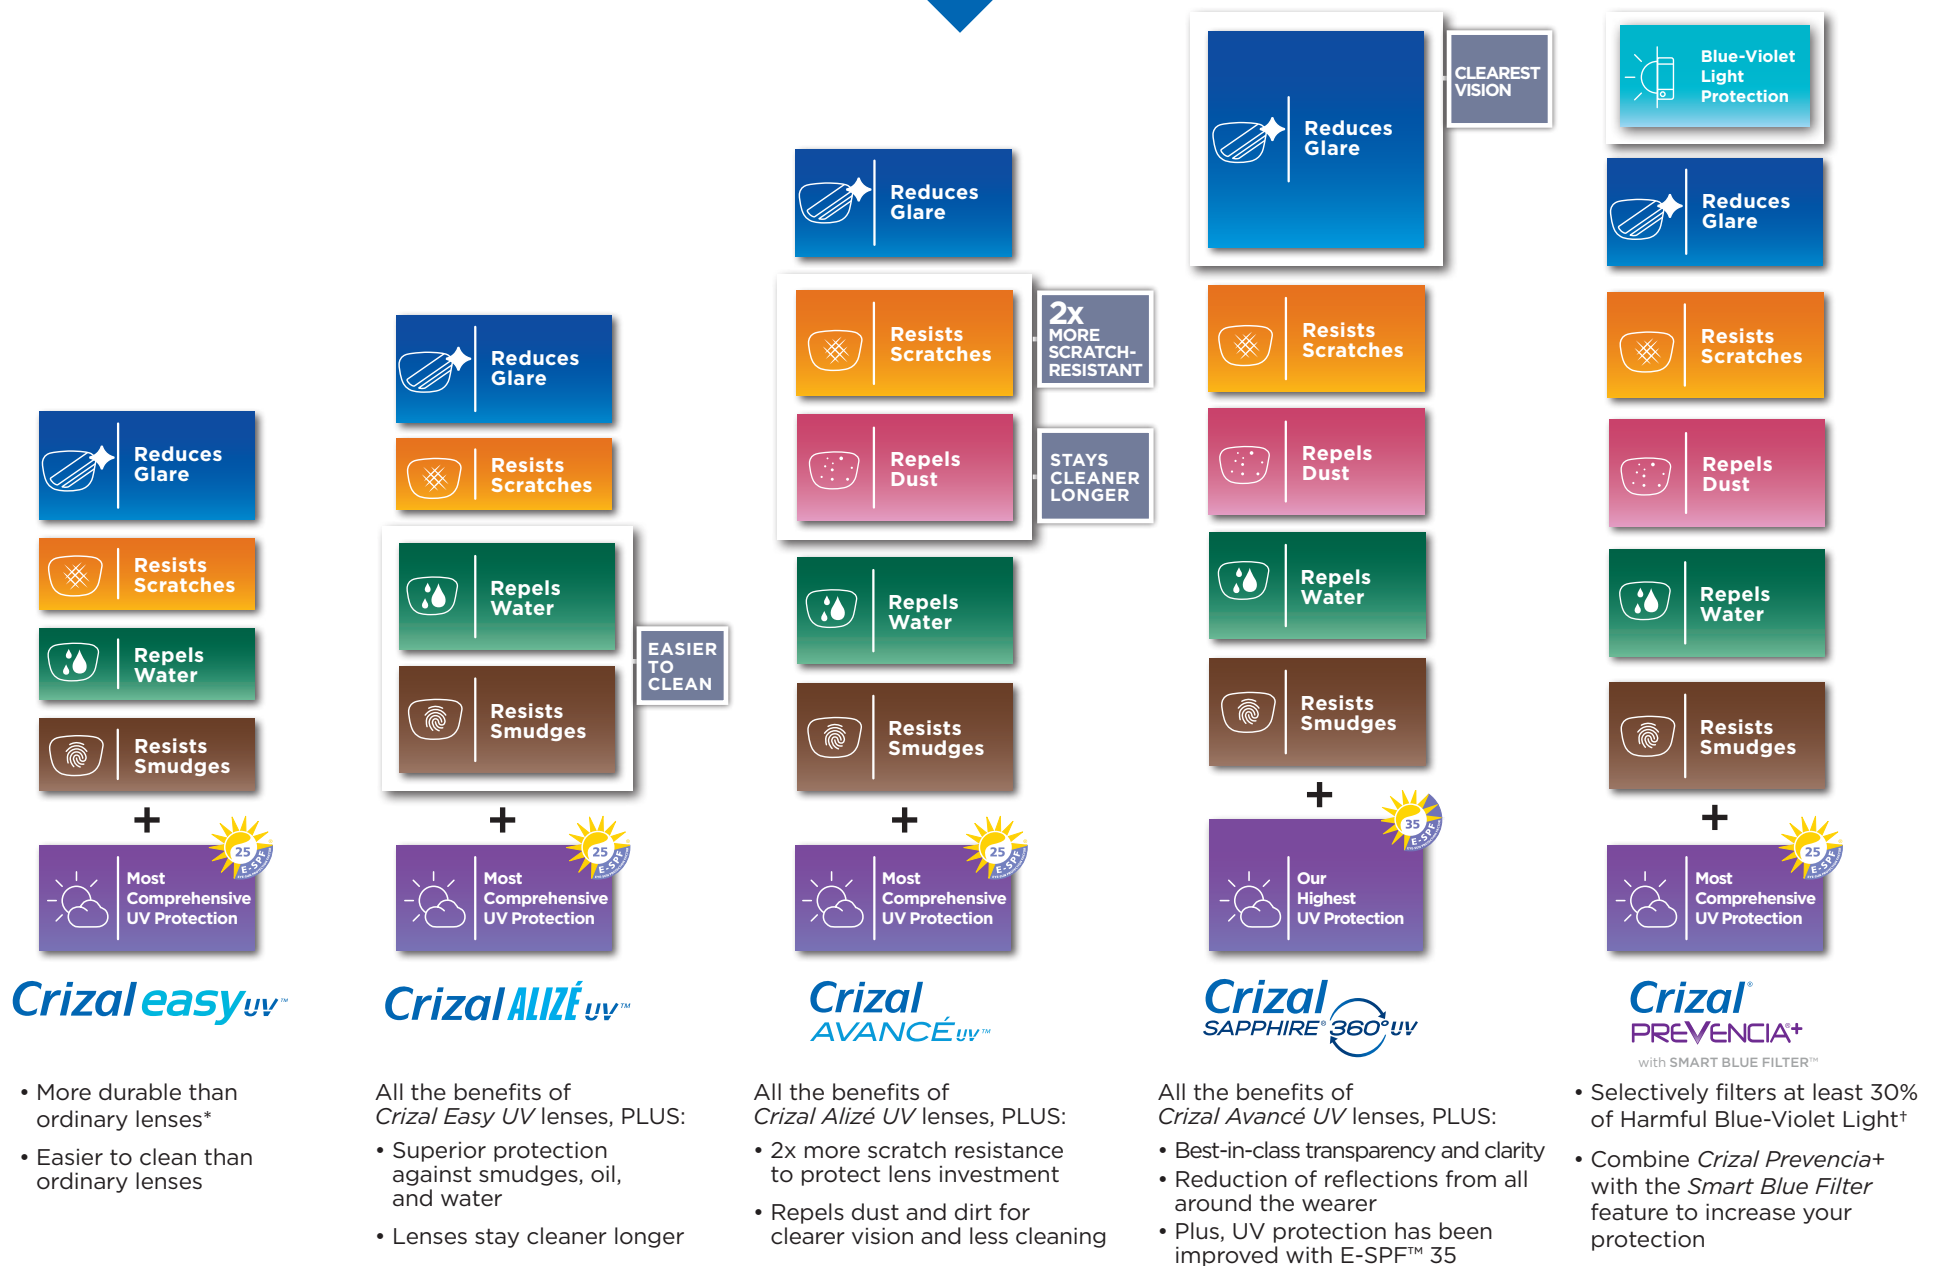 Reduces
Glare
Resists
Scratches
Repels
Water
Resists
Smudges
+
25
E-SPF
Most
Comprehensive
UV Protection
Crizal easy UV™
• More durable than
ordinary lenses*
• Easier to clean than
ordinary lenses
Reduces
Glare
Resists
Scratches
Repels
Water
Resists
Smudges
EASIER
TO
CLEAN
+
25
E-SPF
Most
Comprehensive
UV Protection
Crizal ALIZÉ UV™
All the benefits of
Crizal Easy UV lenses, PLUS:
• Superior protection
against smudges, oil,
and water
• Lenses stay cleaner longer
Reduces
Glare
Resists
Scratches
2x
MORE
SCRATCH-
RESISTANT
Repels
Dust
STAYS
CLEANER
LONGER
Repels
Water
Resists
Smudges
+
25
E-SPF
Most
Comprehensive
UV Protection
Crizal
AVANCÉ UV™
All the benefits of
Crizal Alizé UV lenses, PLUS:
• 2x more scratch resistance
to protect lens investment
• Repels dust and dirt for
clearer vision and less cleaning
Reduces
Glare
CLEAREST
VISION
Resists
Scratches
Repels
Dust
Repels
Water
Resists
Smudges
+
35
E-SPF
Our
Highest
UV Protection
Crizal
SAPPHIRE® 360° UV
All the benefits of
Crizal Avancé UV lenses, PLUS:
• Best-in-class transparency and clarity
• Reduction of reflections from all
around the wearer
• Plus, UV protection has been
improved with E-SPF™ 35
Blue-Violet
Light
Protection
Reduces
Glare
Resists
Scratches
Repels
Dust
Repels
Water
Resists
Smudges
+
25
E-SPF
Most
Comprehensive
UV Protection
Crizal®
PREVENCIA®+
with SMART BLUE FILTER™
• Selectively filters at least 30%
of Harmful Blue-Violet Light†
• Combine Crizal Prevencia+
with the Smart Blue Filter
feature to increase your
protection